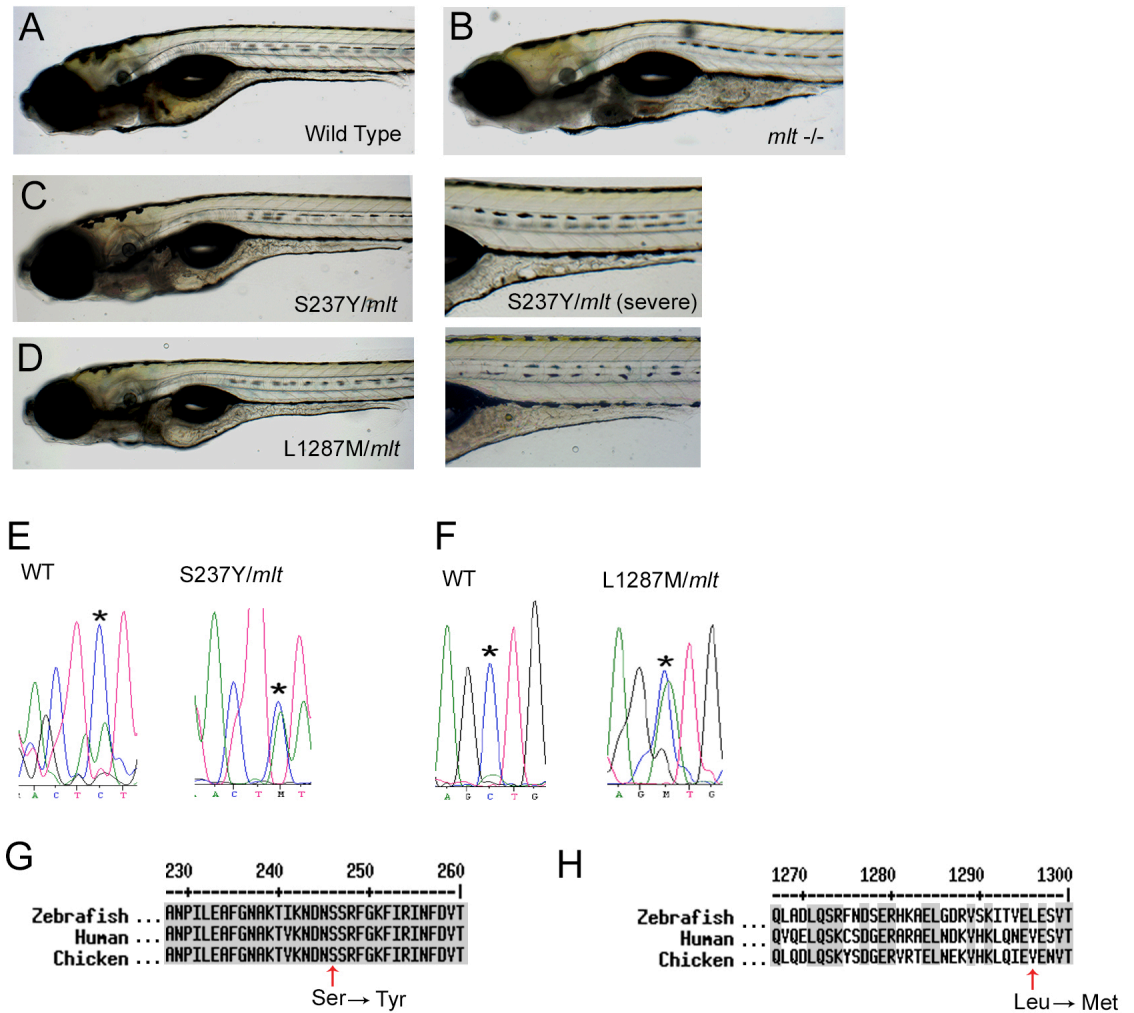 A
Wild Type
B
mlt -/-
C
S237Y/mlt
S237Y/mlt (severe)
D
L1287M/mlt
E
WT
S237Y/mlt
*
*
A C T C T
A C T M T
F
WT
L1287M/mlt
*
*
A G C T G
A G M T G
G
230 240 250 260
Zebrafish ... ANPILEAFGNAKTIKNDNSSRFGKFIRINFDVT
Human ... ANPILEAFGNAKTVKNDNSSRFGKFIRINFDVT
Chicken ... ANPILEAFGNAKTVKNDNSSRFGKFIRINFDVT
Ser → Tyr
H
1270 1280 1290 1300
Zebrafish ... QLADLQSRFNDSERHKAELGDRVSKITVELESVT
Human ... QVQELQSKCSDGERARAELNDKVHKLQNEVESVT
Chicken ... QLQDLQSKYSDGERVRTELNEKVHKLQIEVENVT
Leu → Met